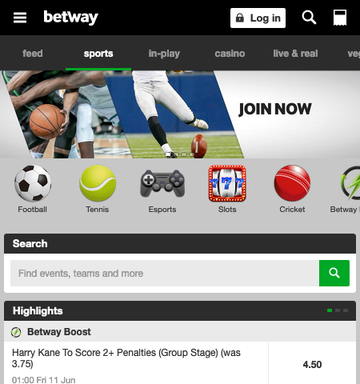 betway
Log in
feed sports in-play casino live & real
JOIN NOW
Football Tennis Esports Slots Cricket Betway
Search
Find events, teams and more
Highlights
Betway Boost
Harry Kane To Score 2+ Penalties (Group Stage) (was
3.75)
4.50
01:00 Fri 11 Jun